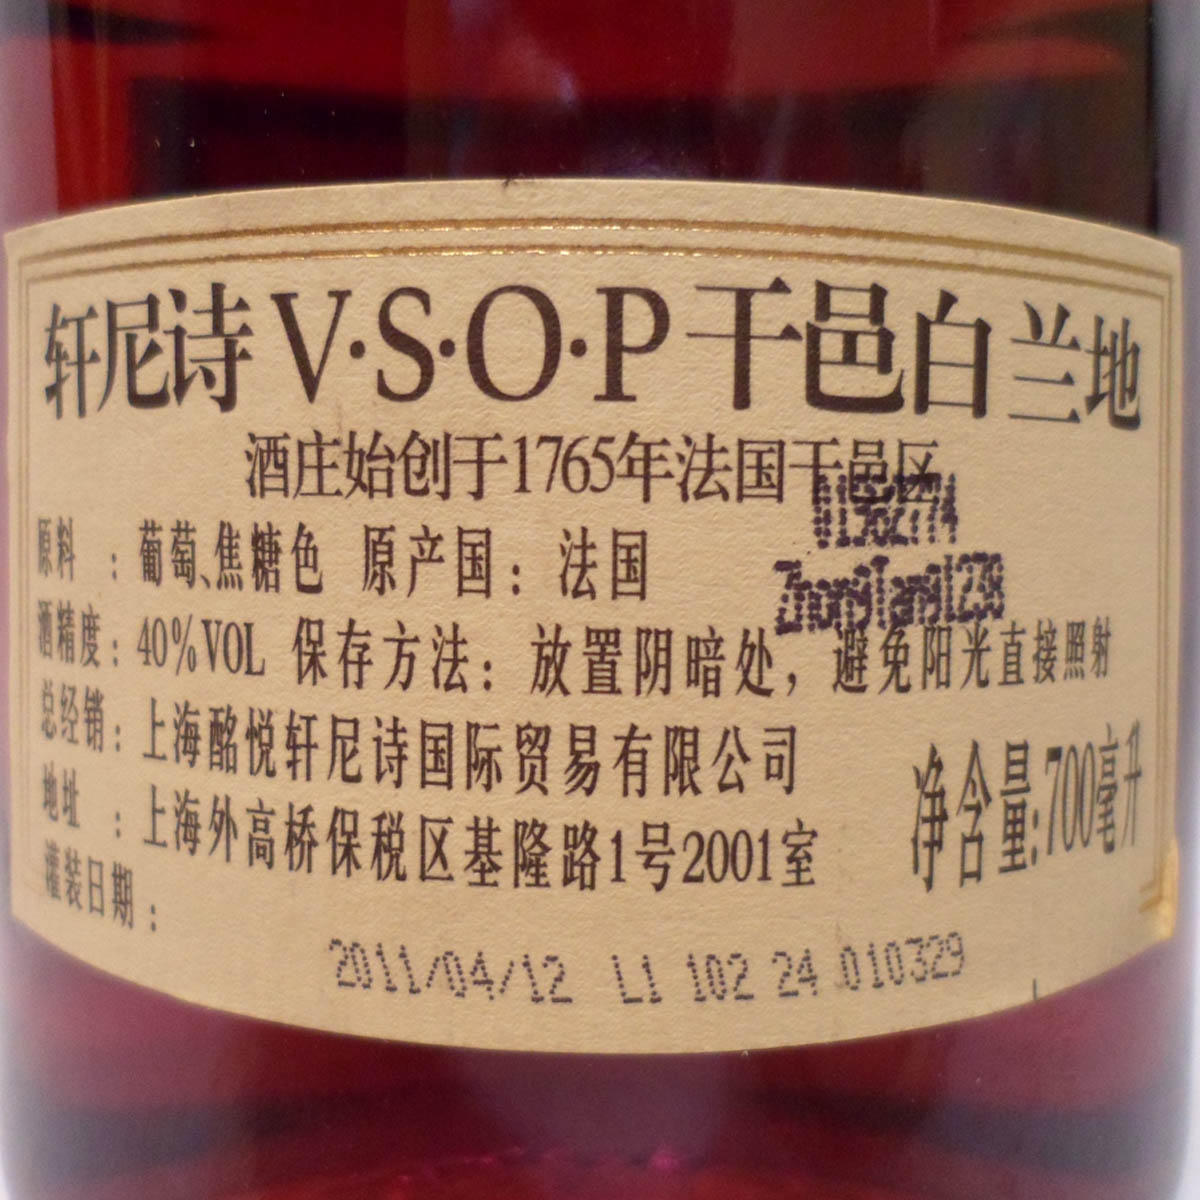 轩尼诗V·S·O·P干邑白兰地
酒庄始创于1765年法国干邑区
原料 : 葡萄、焦糖色 原产国: 法国
酒精度: 40%VOL 保存方法: 放置阴暗处，避免阳光直接照射
总经销: 上海酩悦轩尼诗国际贸易有限公司
地址 : 上海外高桥保税区基隆路1号2001室
净含量:700毫升
灌装日期:
2011/04/12 L1 102 24 010329